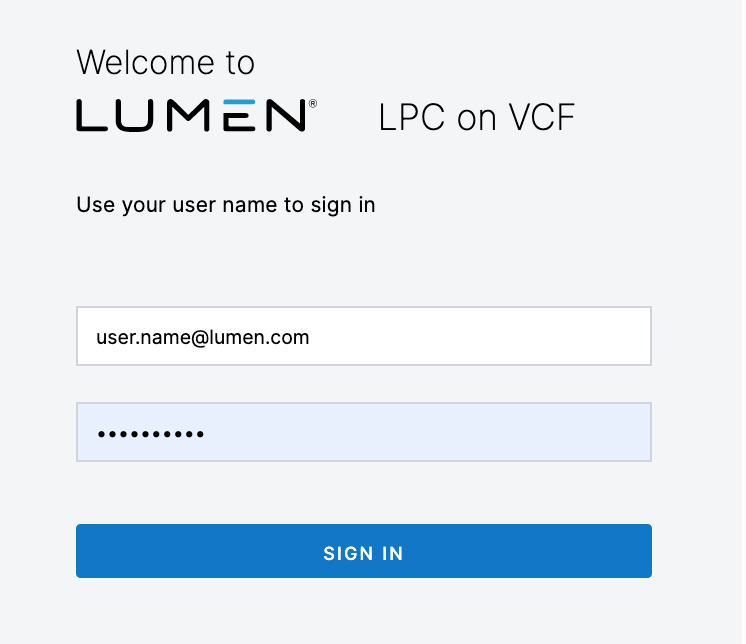 Welcome to
LUMEN® LPC on VCF
Use your user name to sign in
user.name@lumen.com
••••••••••
SIGN IN